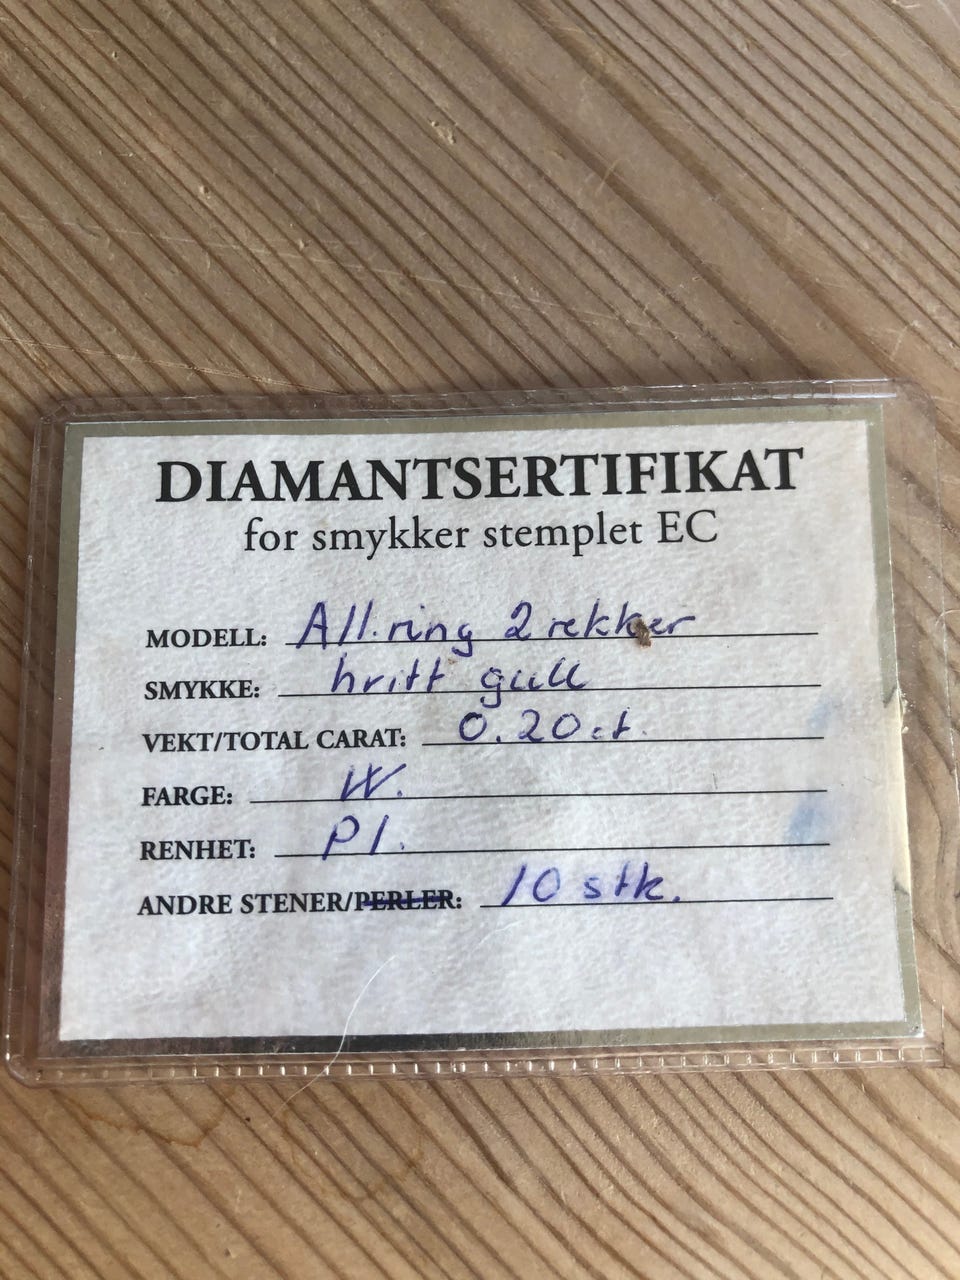 DIAMANTSERTIFIKAT
for smykker stemplet EC
MODELL: All.ring 2 rekker
SMYKKE: hvitt gull
VEKT/TOTAL CARAT: 0.20 ct.
FARGE: W.
RENHET: P1.
ANDRE STENER/PERLER: 10 stk.